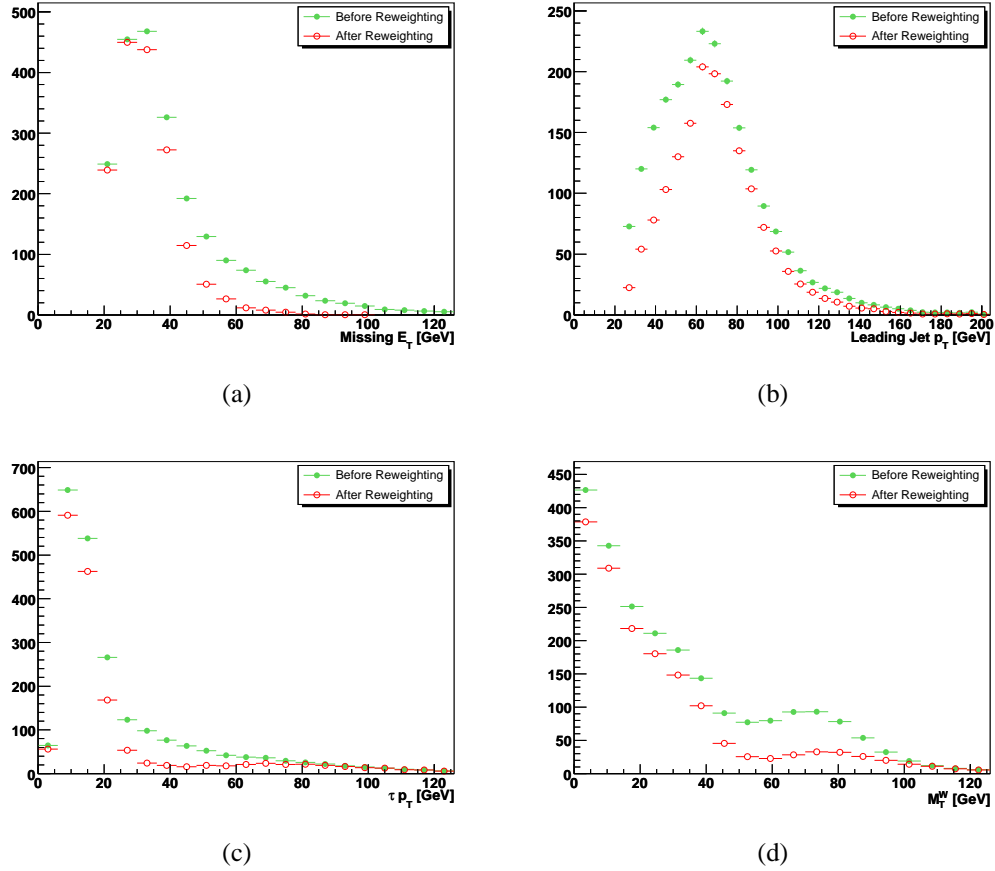 500
400
300
200
100
0
0 20 40 60 80 100 120
Missing E_T [GeV]
Before Reweighting
After Reweighting
(a)
250
200
150
100
50
0
0 20 40 60 80 100 120 140 160 180 200
Leading Jet p_T [GeV]
Before Reweighting
After Reweighting
(b)
700
600
500
400
300
200
100
0
0 20 40 60 80 100 120
τ p_T [GeV]
Before Reweighting
After Reweighting
(c)
450
400
350
300
250
200
150
100
50
0
0 20 40 60 80 100 120
M_T^W [GeV]
Before Reweighting
After Reweighting
(d)